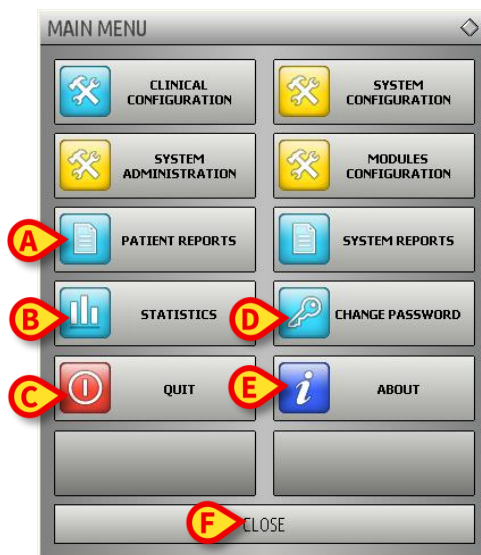 MAIN MENU
CLINICAL
CONFIGURATION
SYSTEM
CONFIGURATION
SYSTEM
ADMINISTRATION
MODULES
CONFIGURATION
A
PATIENT REPORTS
SYSTEM REPORTS
B
STATISTICS
D
CHANGE PASSWORD
C
QUIT
E
i
ABOUT
F
CLOSE